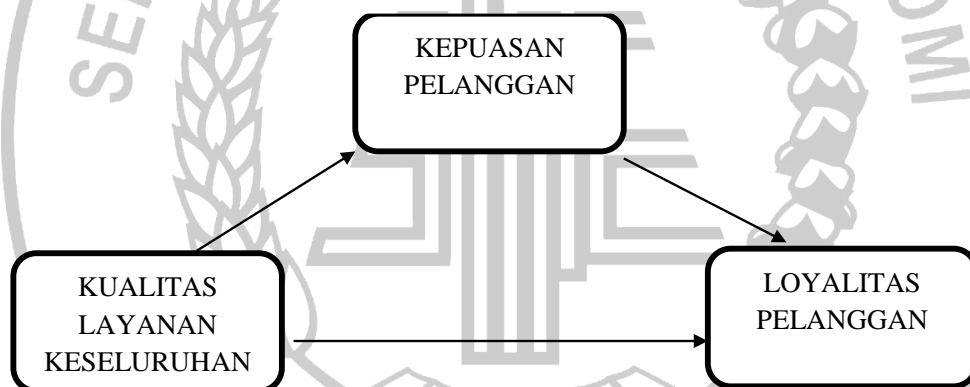 KEPUASAN
PELANGGAN
KUALITAS
LAYANAN
KESELURUHAN
LOYALITAS
PELANGGAN